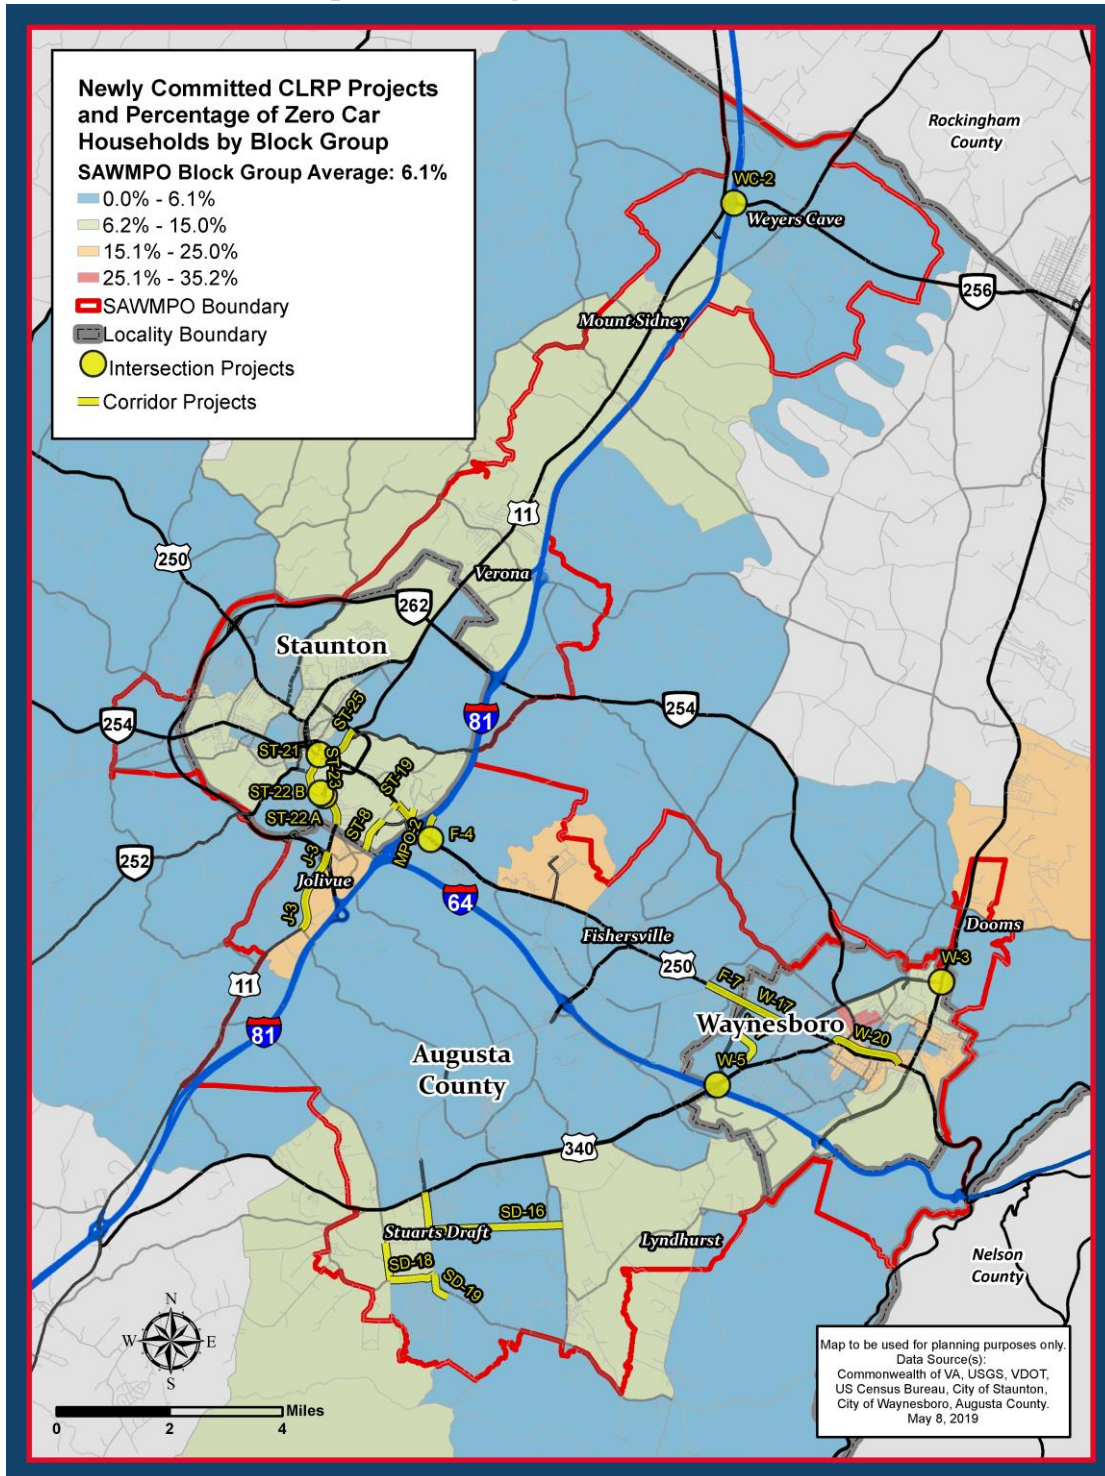 Newly Committed CLRP Projects
and Percentage of Zero Car
Households by Block Group
SAWMPO Block Group Average: 6.1%
0.0% - 6.1%
6.2% - 15.0%
15.1% - 25.0%
25.1% - 35.2%
SAWMPO Boundary
Locality Boundary
Intersection Projects
Corridor Projects
Rockingham
County
WC-2
Weyers Cave
256
Mount Sidney
11
250
Verona
262
Staunton
254
81
254
ST-25
ST-21
ST-23
ST-19
ST-22 B
ST-22 A
ST-8
MPO-2
F-4
252
J-3
Jolivue
J-3
64
Dooms
Fishersville
250
W-3
11
F-7
W-17
Waynesboro
W-20
81
Augusta
County
W-5
340
SD-16
Stuarts Draft
Lyndhurst
SD-18
SD-19
Nelson
County
N
W
E
S
Miles
0
2
4
Map to be used for planning purposes only.
Data Source(s):
Commonwealth of VA, USGS, VDOT,
US Census Bureau, City of Staunton,
City of Waynesboro, Augusta County.
May 8, 2019